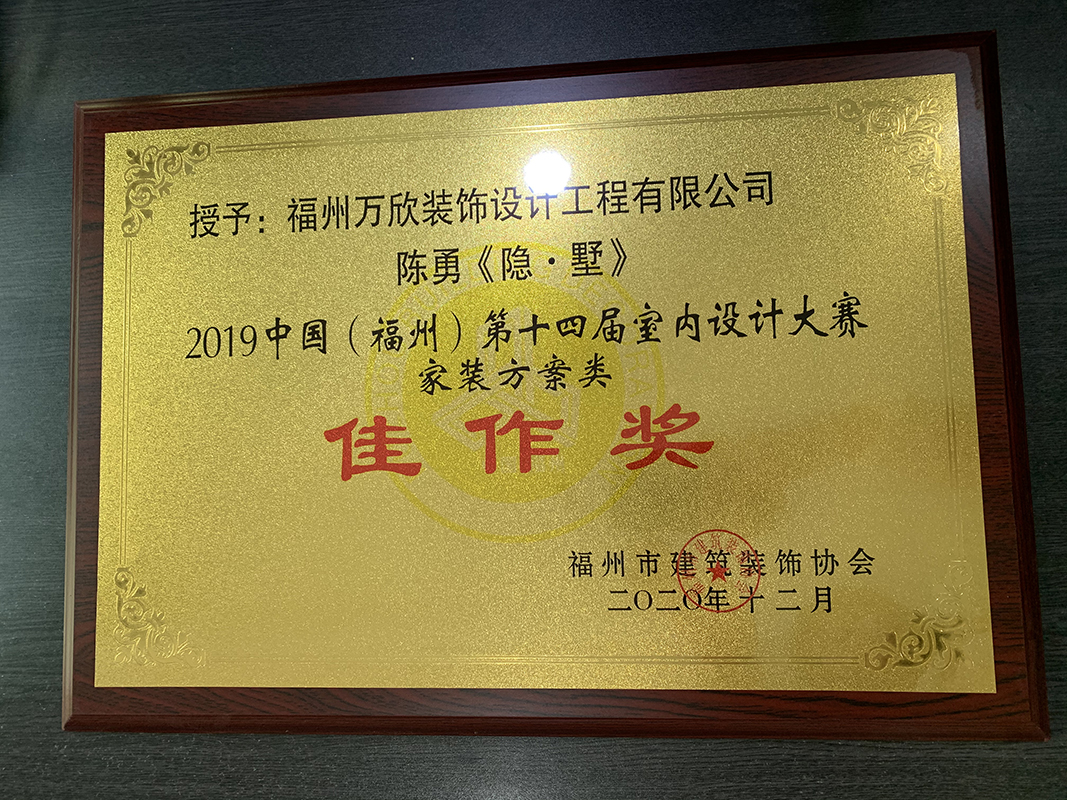 授予：福州万欣装饰设计工程有限公司
陈勇《隐·墅》
2019中国（福州）第十四届室内设计大赛
家装方案类
佳作奖
福州市建筑装饰协会
二〇二〇年十二月